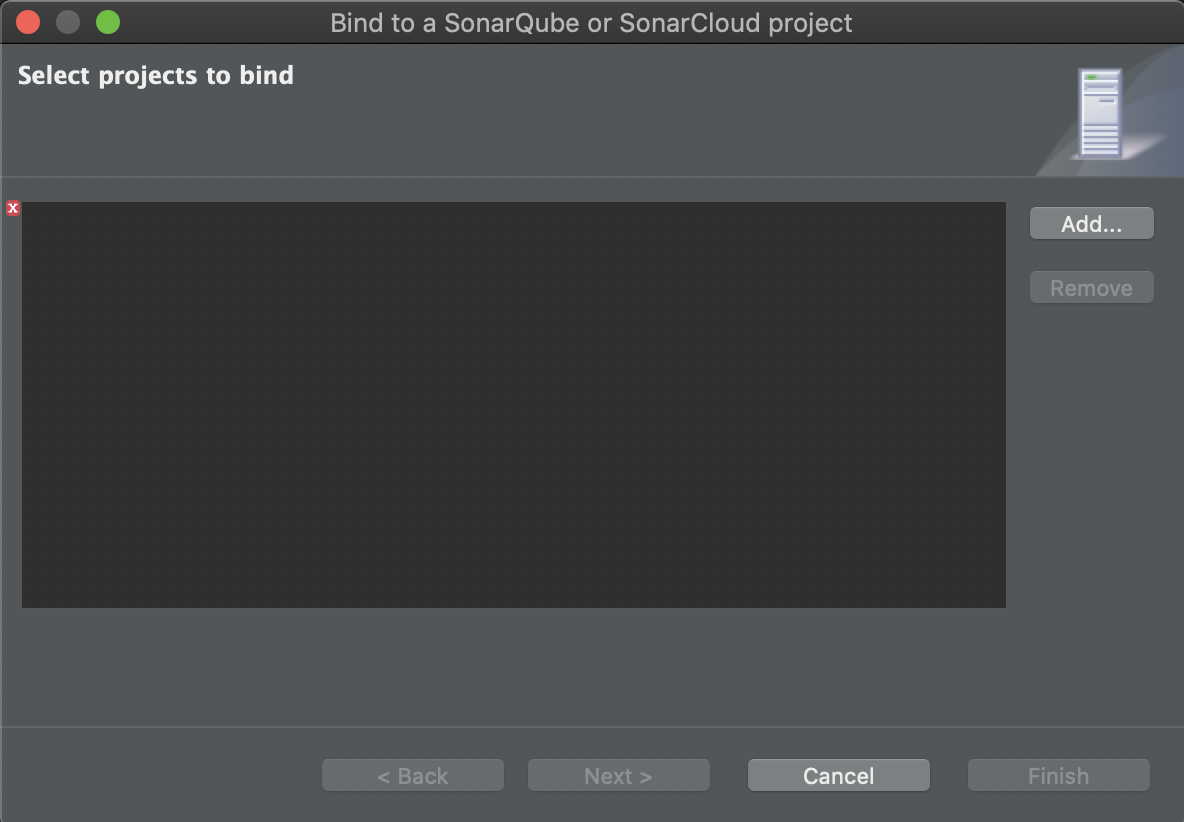 Bind to a SonarQube or SonarCloud project
Select projects to bind
Add...
Remove
< Back
Next >
Cancel
Finish